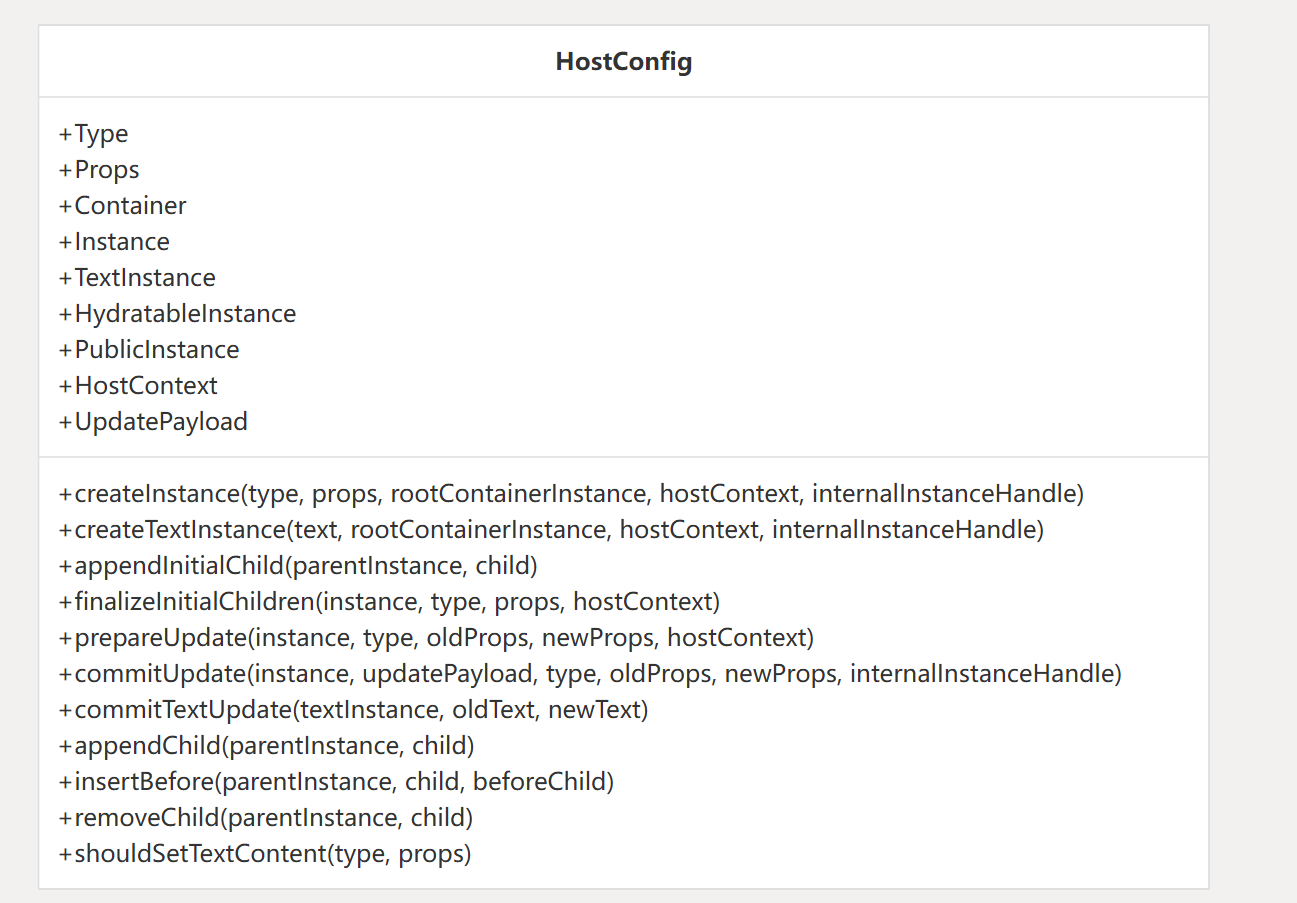 HostConfig
+Type
+Props
+Container
+Instance
+TextInstance
+HydratableInstance
+PublicInstance
+HostContext
+UpdatePayload
+createInstance(type, props, rootContainerInstance, hostContext, internalInstanceHandle)
+createTextInstance(text, rootContainerInstance, hostContext, internalInstanceHandle)
+appendInitialChild(parentInstance, child)
+finalizeInitialChildren(instance, type, props, hostContext)
+prepareUpdate(instance, type, oldProps, newProps, hostContext)
+commitUpdate(instance, updatePayload, type, oldProps, newProps, internalInstanceHandle)
+commitTextUpdate(textInstance, oldText, newText)
+appendChild(parentInstance, child)
+insertBefore(parentInstance, child, beforeChild)
+removeChild(parentInstance, child)
+shouldSetTextContent(type, props)